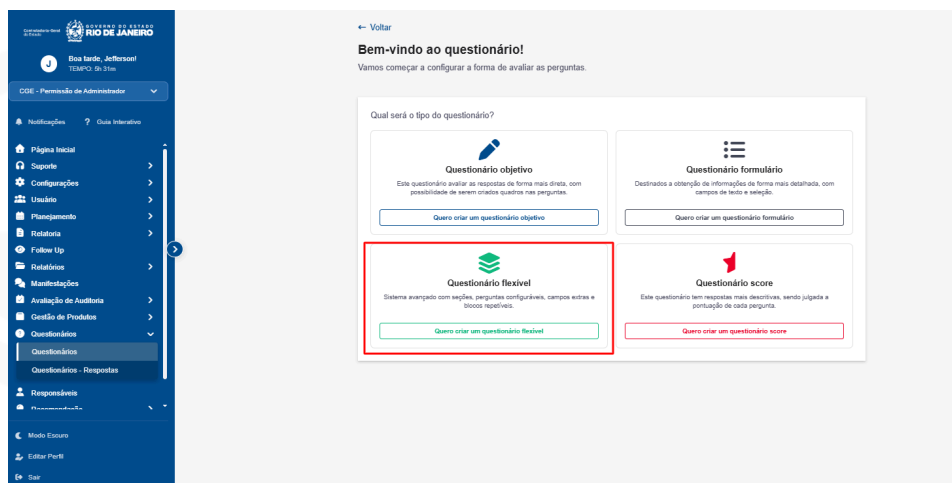 Controladoria Geral
do Estado
GOVERNO DO ESTADO
RIO DE JANEIRO
J
Boa tarde, Jefferson!
TEMPO: 5h 31m
CGE - Permissão de Administrador
Notificações
? Guia Interativo
Página Inicial
Suporte
Configurações
Usuário
Planejamento
Relatoria
Follow Up
Relatórios
Manifestações
Avaliação de Auditoria
Gestão de Produtos
Questionários
Questionários
Questionários - Respostas
Responsáveis
Recomendação
Modo Escuro
Editar Perfil
Sair
← Voltar
Bem-vindo ao questionário!
Vamos começar a configurar a forma de avaliar as perguntas.
Qual será o tipo do questionário?
Questionário objetivo
Este questionário avaliar as respostas de forma mais direta, com
possibilidade de serem criados quadros nas perguntas.
Quero criar um questionário objetivo
Questionário formulário
Destinados a obtenção de informações de forma mais detalhada, com
campos de texto e seleção.
Quero criar um questionário formulário
Questionário flexível
Sistema avançado com seções, perguntas configuráveis, campos extras e
blocos repetíveis.
Quero criar um questionário flexível
Questionário score
Este questionário tem respostas mais descritivas, sendo julgada a
pontuação de cada pergunta.
Quero criar um questionário score